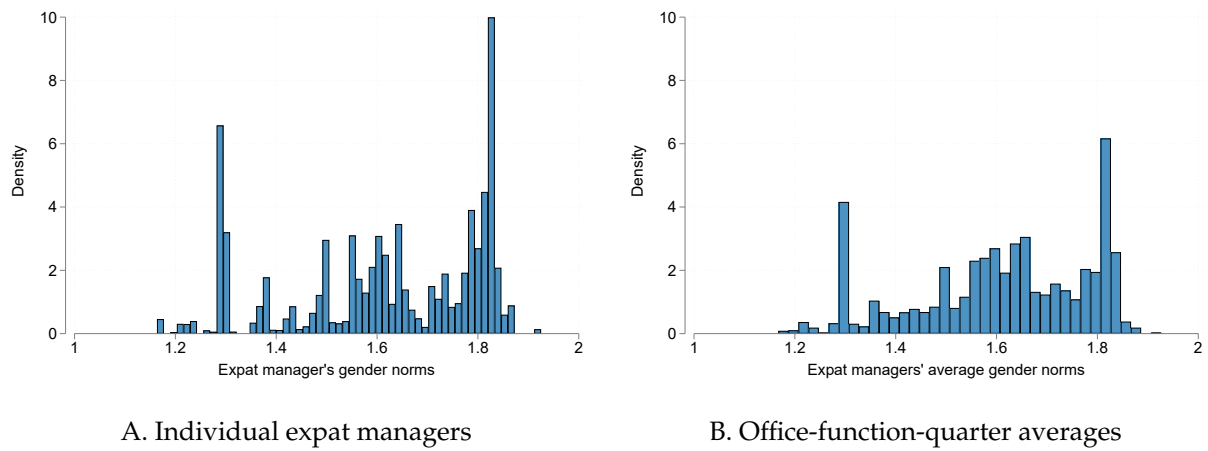 10
8
6
4
2
0
Density
1 1.2 1.4 1.6 1.8 2
Expat manager's gender norms
A. Individual expat managers
10
8
6
4
2
0
Density
1 1.2 1.4 1.6 1.8 2
Expat managers' average gender norms
B. Office-function-quarter averages